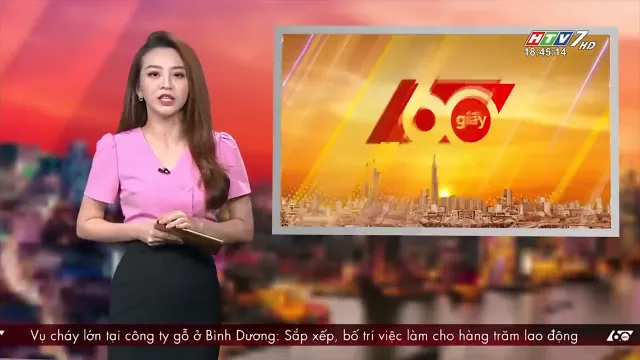 HTV7 HD
18:45:14
60 giây
Vụ cháy lớn tại công ty gỗ ở Bình Dương: Sắp xếp, bố trí việc làm cho hàng trăm lao động
60